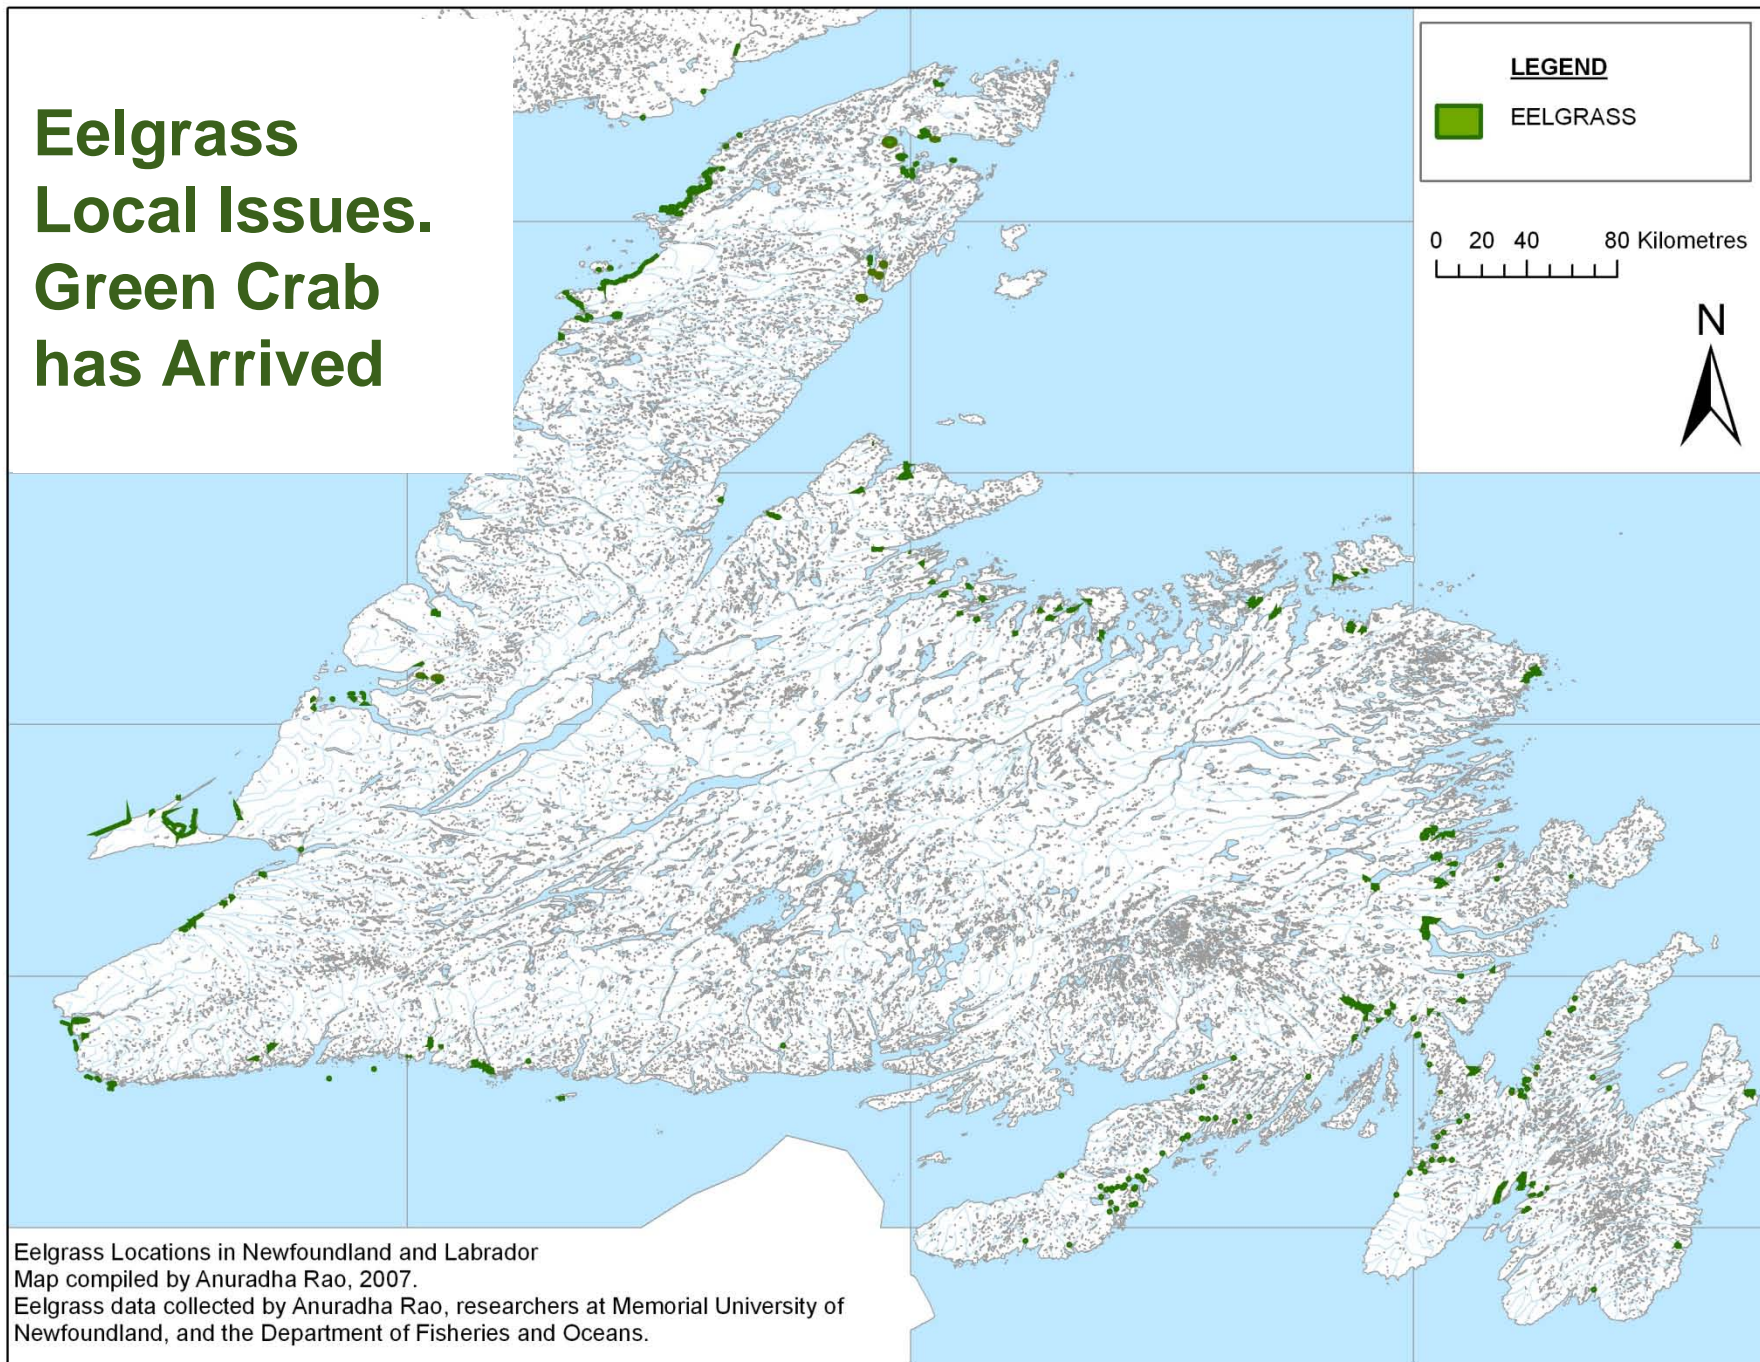 Eelgrass
Local Issues.
Green Crab
has Arrived
LEGEND
EELGRASS
0 20 40 80 Kilometres
N
Eelgrass Locations in Newfoundland and Labrador
Map compiled by Anuradha Rao, 2007.
Eelgrass data collected by Anuradha Rao, researchers at Memorial University of
Newfoundland, and the Department of Fisheries and Oceans.